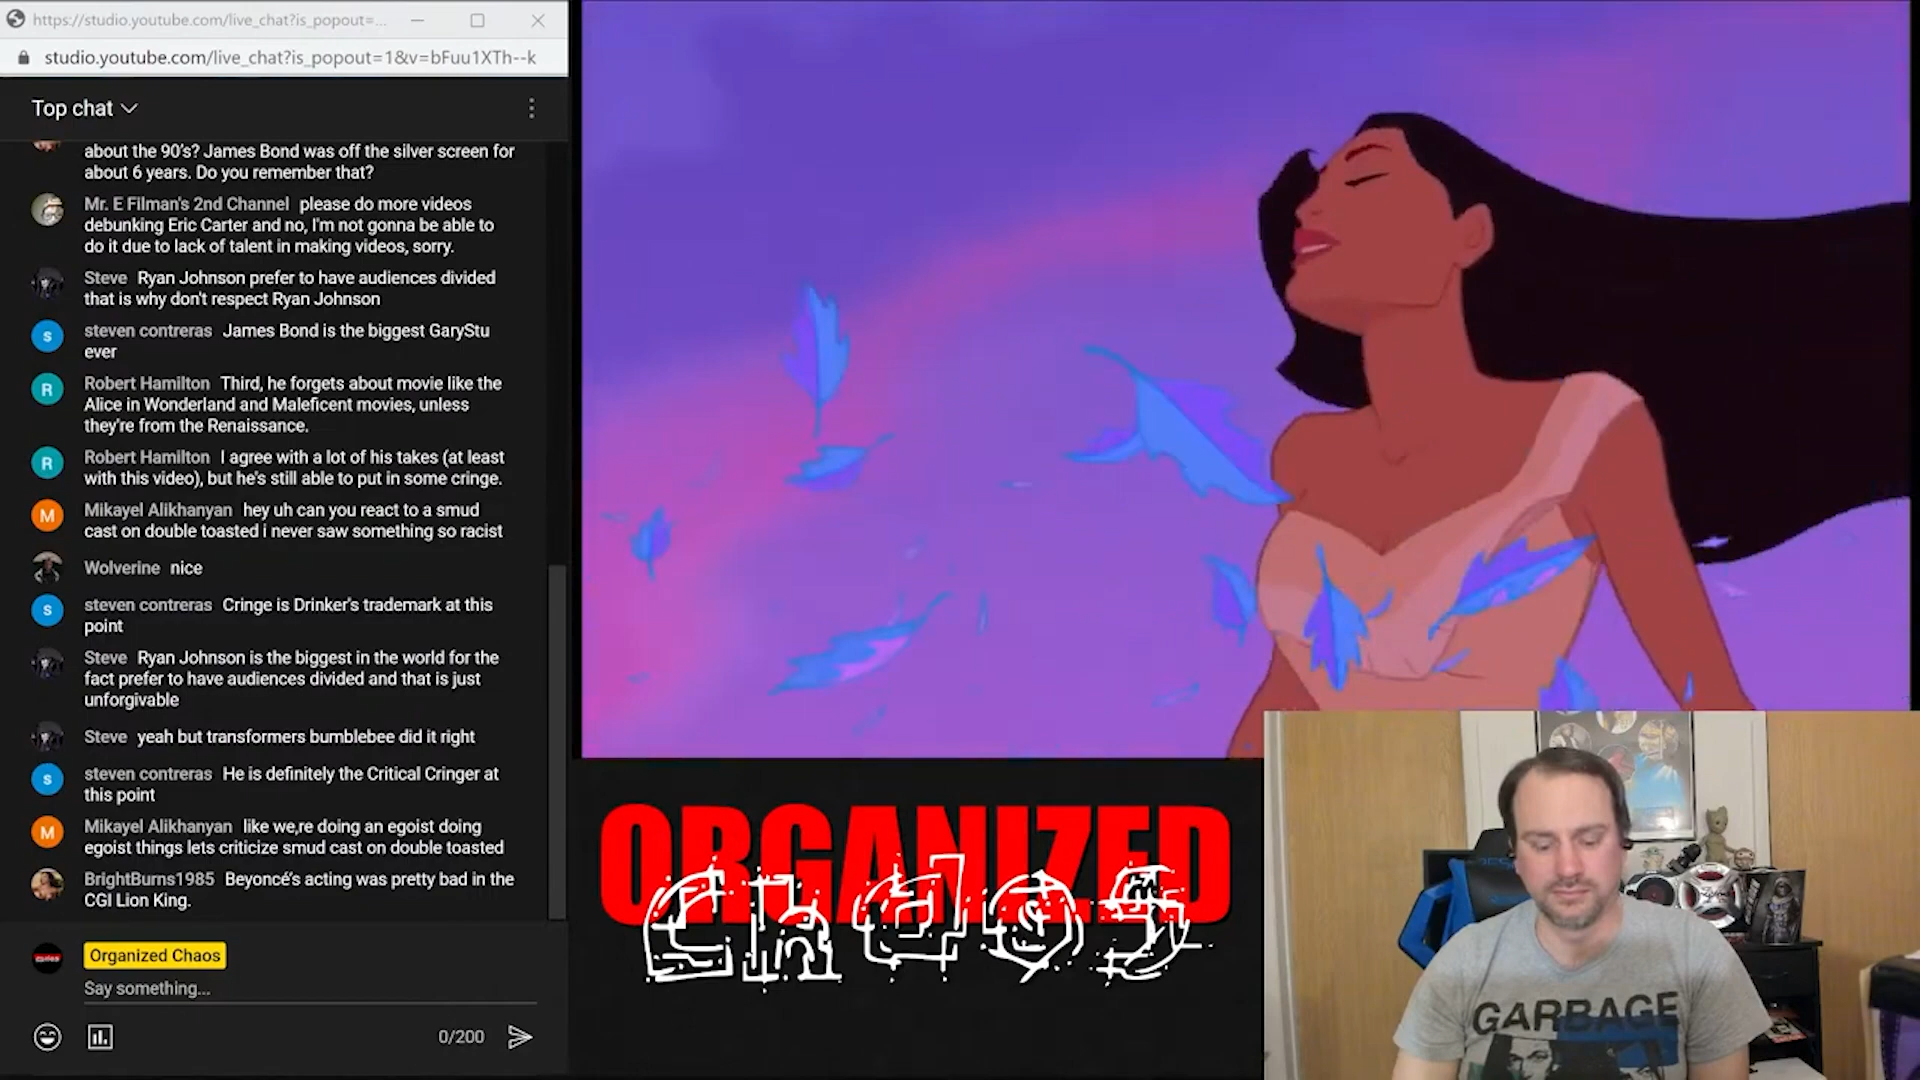 https://studio.youtube.com/live_chat?is_popout=...
studio.youtube.com/live_chat?is_popout=1&v=bFuu1XTh--k
Top chat
about the 90's? James Bond was off the silver screen for
about 6 years. Do you remember that?
Mr. E Filman's 2nd Channel please do more videos
debunking Eric Carter and no, I'm not gonna be able to
do it due to lack of talent in making videos, sorry.
Steve Ryan Johnson prefer to have audiences divided
that is why don't respect Ryan Johnson
S
steven contreras James Bond is the biggest GaryStu
ever
R
Robert Hamilton Third, he forgets about movie like the
Alice in Wonderland and Maleficent movies, unless
they're from the Renaissance.
R
Robert Hamilton I agree with a lot of his takes (at least
with this video), but he's still able to put in some cringe.
M
Mikayel Alikhanyan hey uh can you react to a smud
cast on double toasted i never saw something so racist
Wolverine nice
S
steven contreras Cringe is Drinker's trademark at this
point
Steve Ryan Johnson is the biggest in the world for the
fact prefer to have audiences divided and that is just
unforgivable
Steve yeah but transformers bumblebee did it right
S
steven contreras He is definitely the Critical Cringer at
this point
M
Mikayel Alikhanyan like we,re doing an egoist doing
egoist things lets criticize smud cast on double toasted
BrightBurns1985 Beyoncé's acting was pretty bad in the
CGI Lion King.
Organized Chaos
Say something...
0/200
ORGANIZED
Chaos
GARBAGE